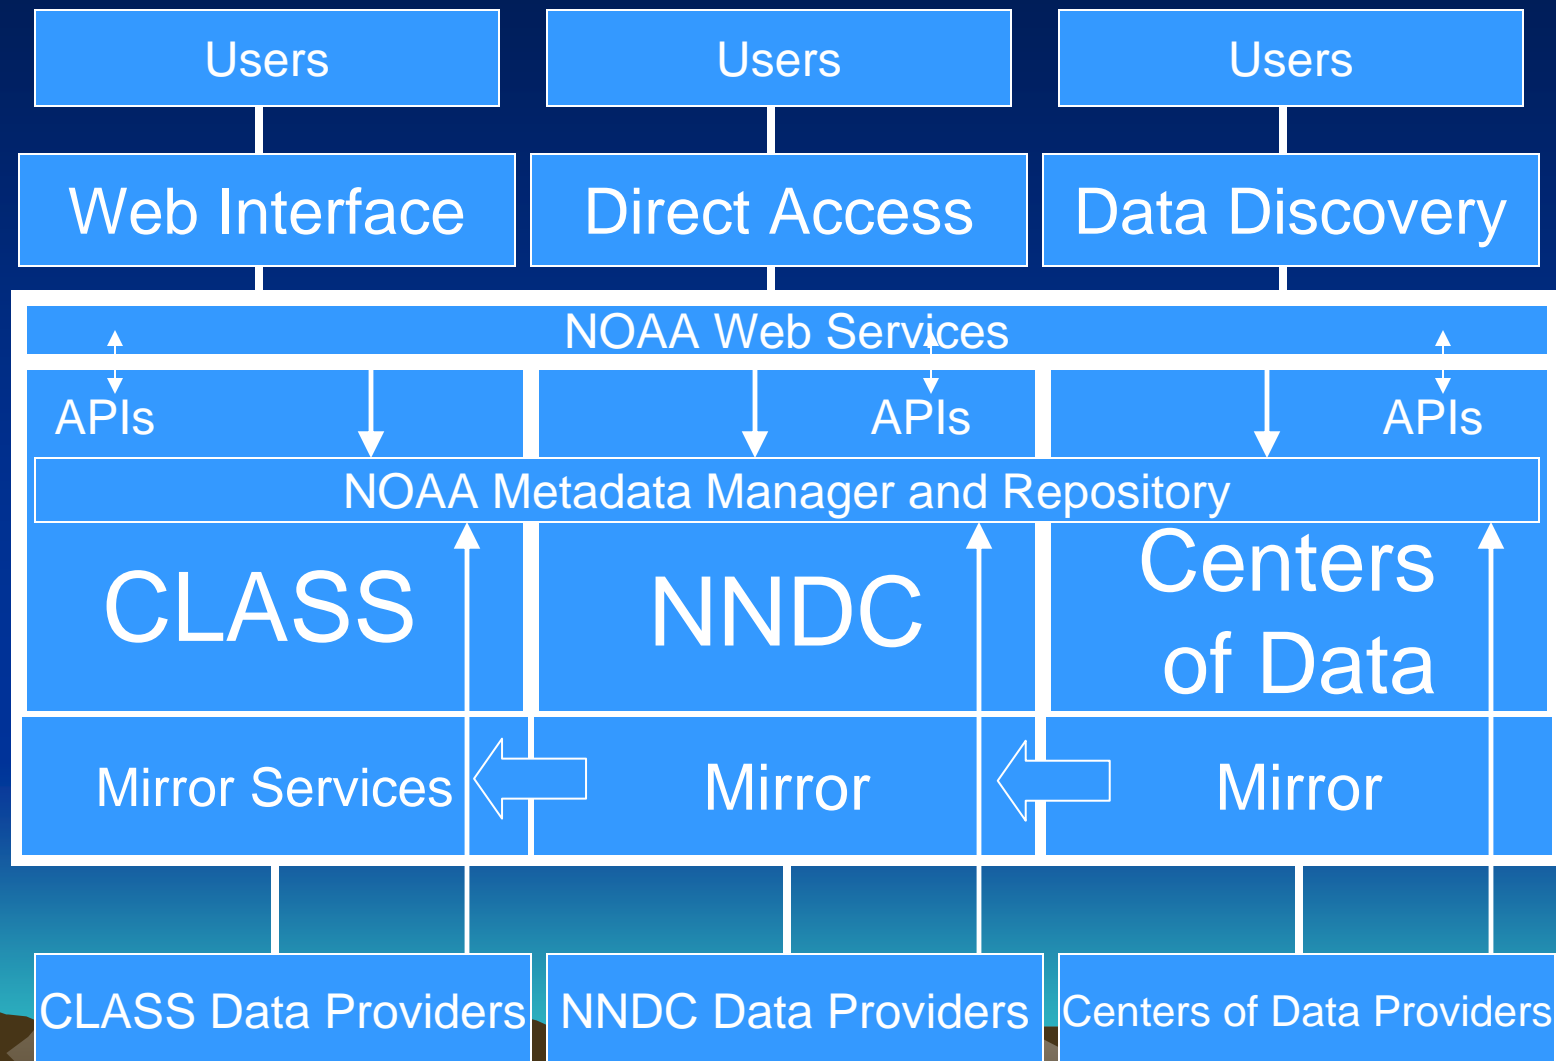 Users
Users
Users
Web Interface
Direct Access
Data Discovery
NOAA Web Services
APIs
APIs
APIs
NOAA Metadata Manager and Repository
CLASS
NNDC
Centers
of Data
Mirror Services
Mirror
Mirror
CLASS Data Providers
NNDC Data Providers
Centers of Data Providers